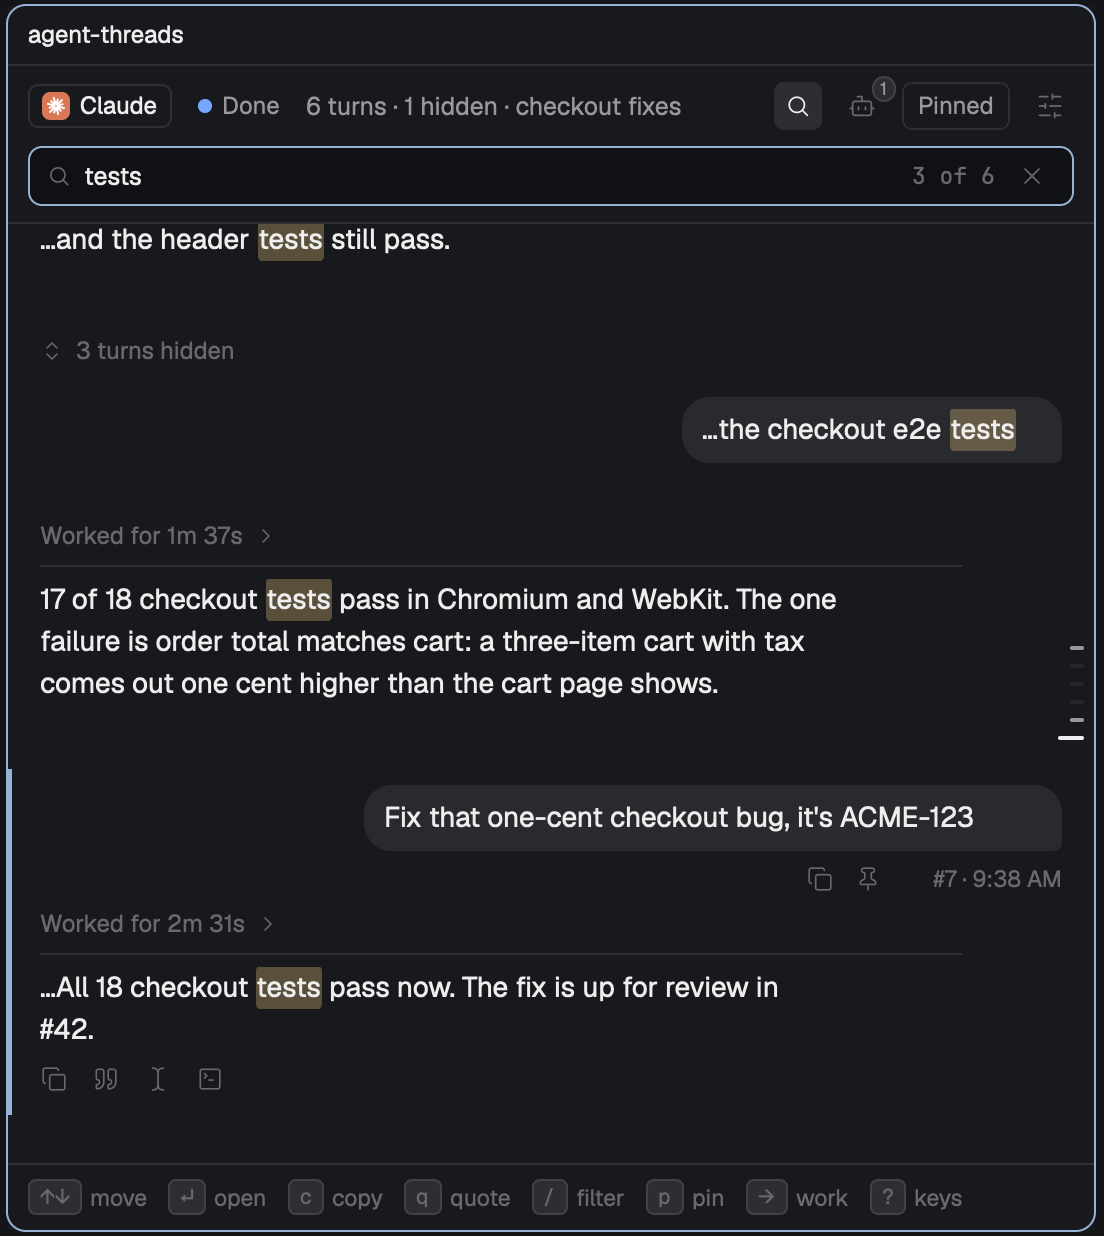 agent-threads
Claude
Done
6 turns · 1 hidden · checkout fixes
1
Pinned
tests
3 of 6
…and the header tests still pass.
3 turns hidden
…the checkout e2e tests
Worked for 1m 37s
17 of 18 checkout tests pass in Chromium and WebKit. The one
failure is order total matches cart: a three-item cart with tax
comes out one cent higher than the cart page shows.
Fix that one-cent checkout bug, it's ACME-123
#7 · 9:38 AM
Worked for 2m 31s
…All 18 checkout tests pass now. The fix is up for review in
#42.
↑↓ move ↵ open c copy q quote / filter p pin → work ? keys